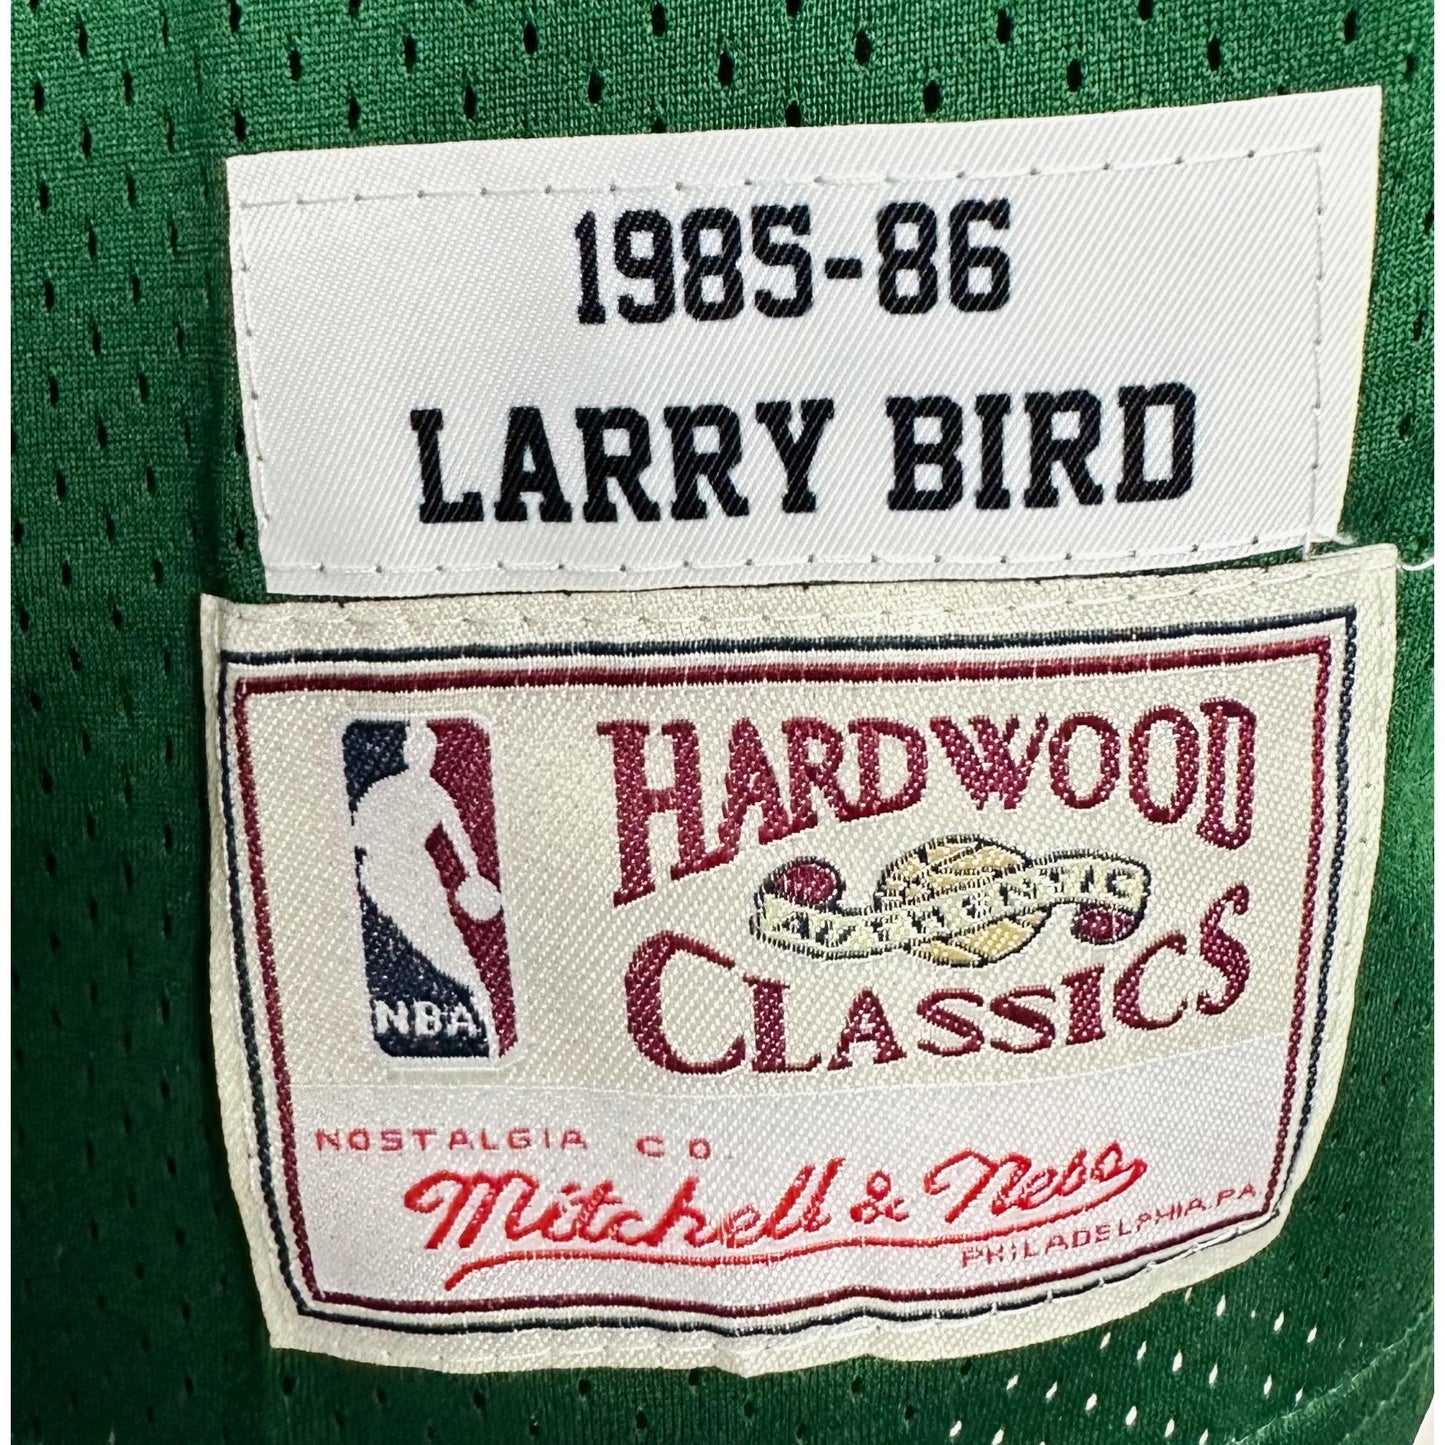 1985-86
LARRY BIRD
HARDWOOD
AUTHENTIC
CLASSICS
NBA
NOSTALGIA CO.
Mitchell & Ness
PHILADELPHIA, PA